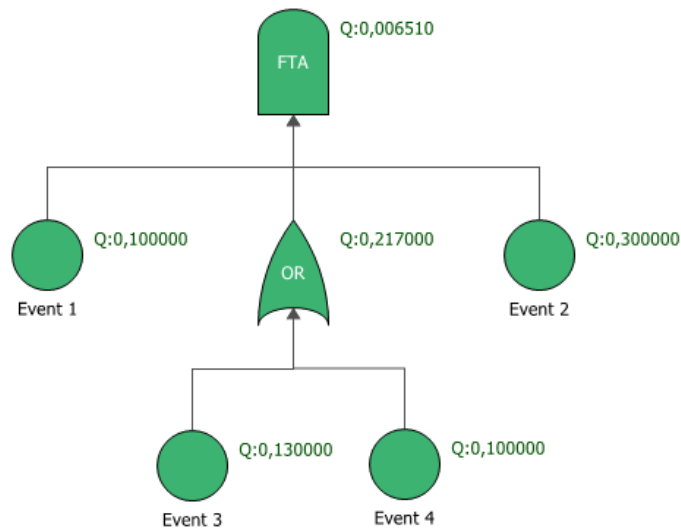 Q:0,006510
FTA
Q:0,100000
Q:0,217000
Q:0,300000
OR
Event 1
Event 2
Q:0,130000
Q:0,100000
Event 3
Event 4